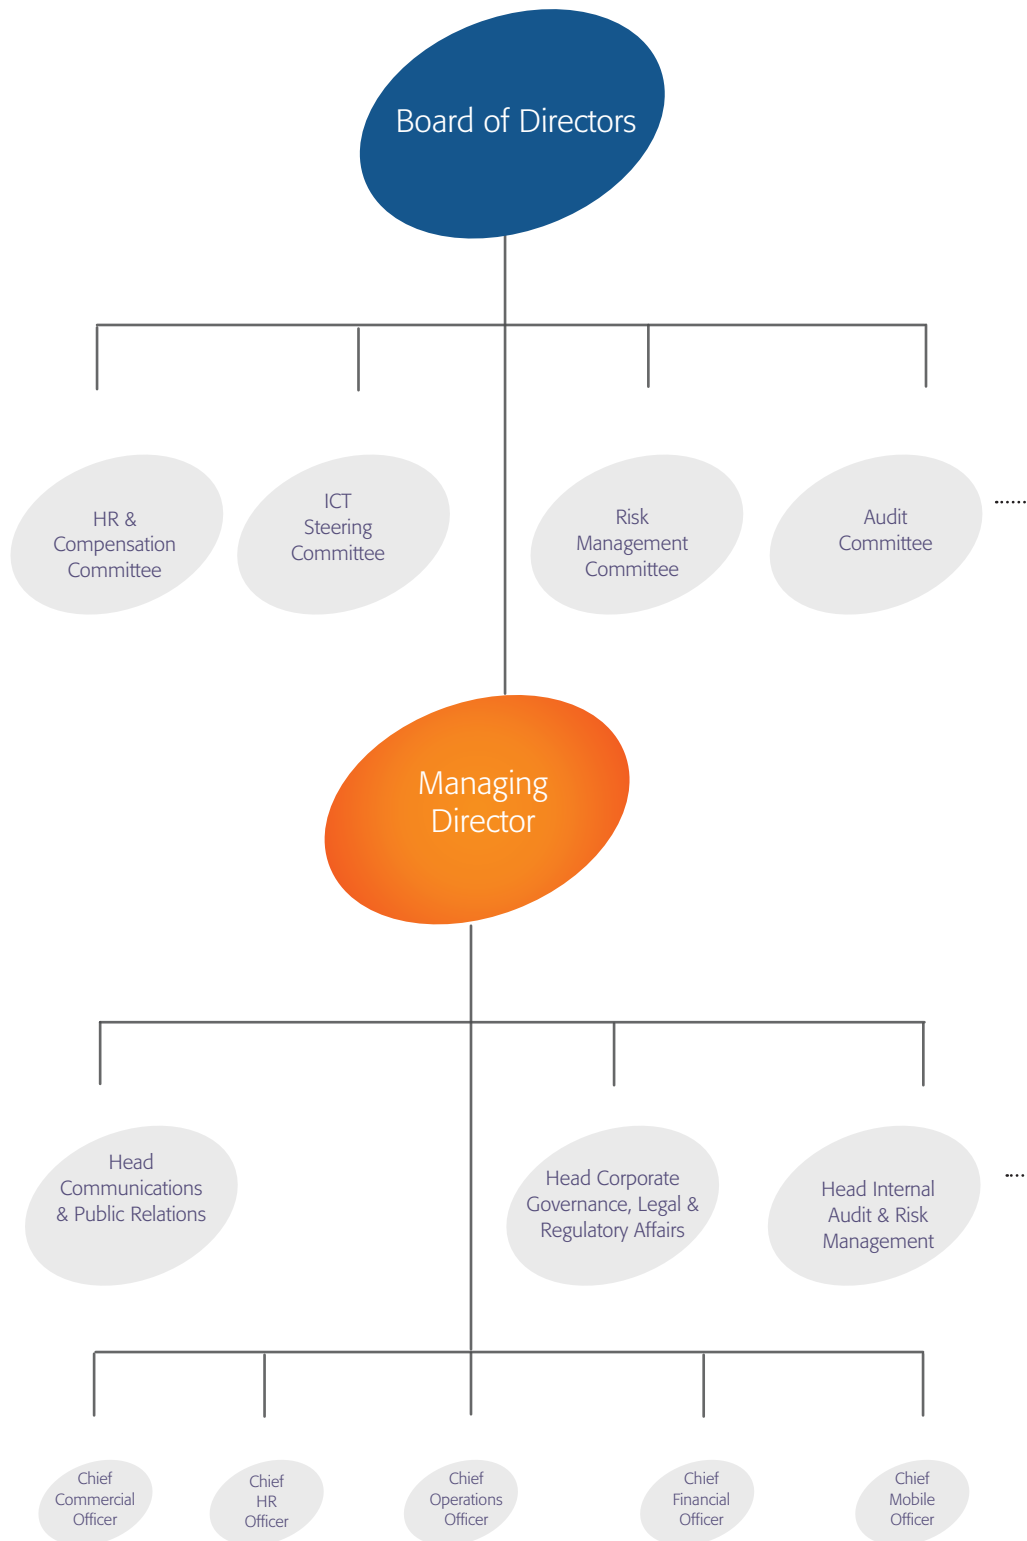 Board of Directors
HR &
Compensation
Committee
ICT
Steering
Committee
Risk
Management
Committee
Audit
Committee
......
Managing
Director
Head
Communications
& Public Relations
Head Corporate
Governance, Legal &
Regulatory Affairs
Head Internal
Audit & Risk
Management
....
Chief
Commercial
Officer
Chief
HR
Officer
Chief
Operations
Officer
Chief
Financial
Officer
Chief
Mobile
Officer